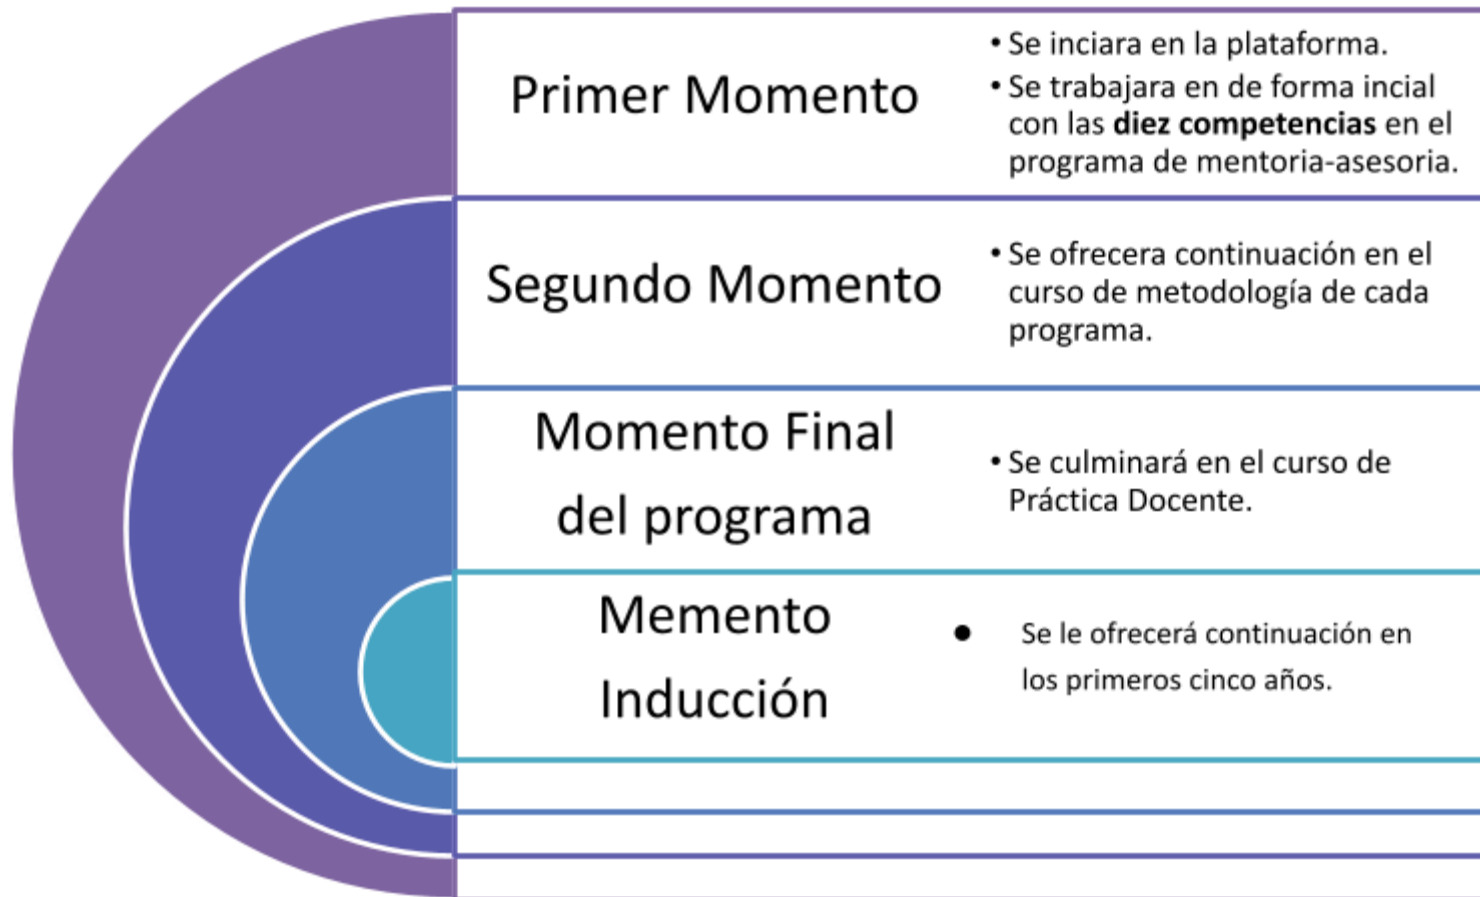 Primer Momento
• Se inciara en la plataforma.
• Se trabajara en de forma incial
con las diez competencias en el
programa de mentoria-asesoria.
Segundo Momento
• Se ofrecera continuación en el
curso de metodología de cada
programa.
Momento Final
del programa
• Se culminará en el curso de
Práctica Docente.
Memento
Inducción
● Se le ofrecerá continuación en
los primeros cinco años.